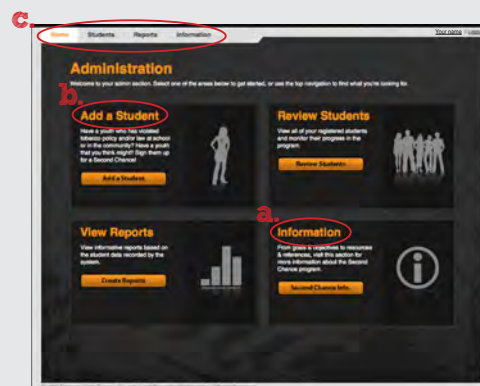 c.
Home Students Reports Information
Your name
Administration
Welcome to your admin section. Select one of the areas below to get started, or use the top navigation to find what you're looking for.
b.
Add a Student
Have a youth who has violated
tobacco policy and/or law at school
or in the community? Have a youth
that you think might? Sign them up
for a Second Chance!
Add a Student
Review Students
View all of your registered students
and monitor their progress in the
program.
Review Students
View Reports
View informative reports based on
the student data recorded by the
system.
Create Reports
a.
Information
From goals & objectives to resources
& references, visit this section for
more information about the Second
Chance program.
Second Chance Info.